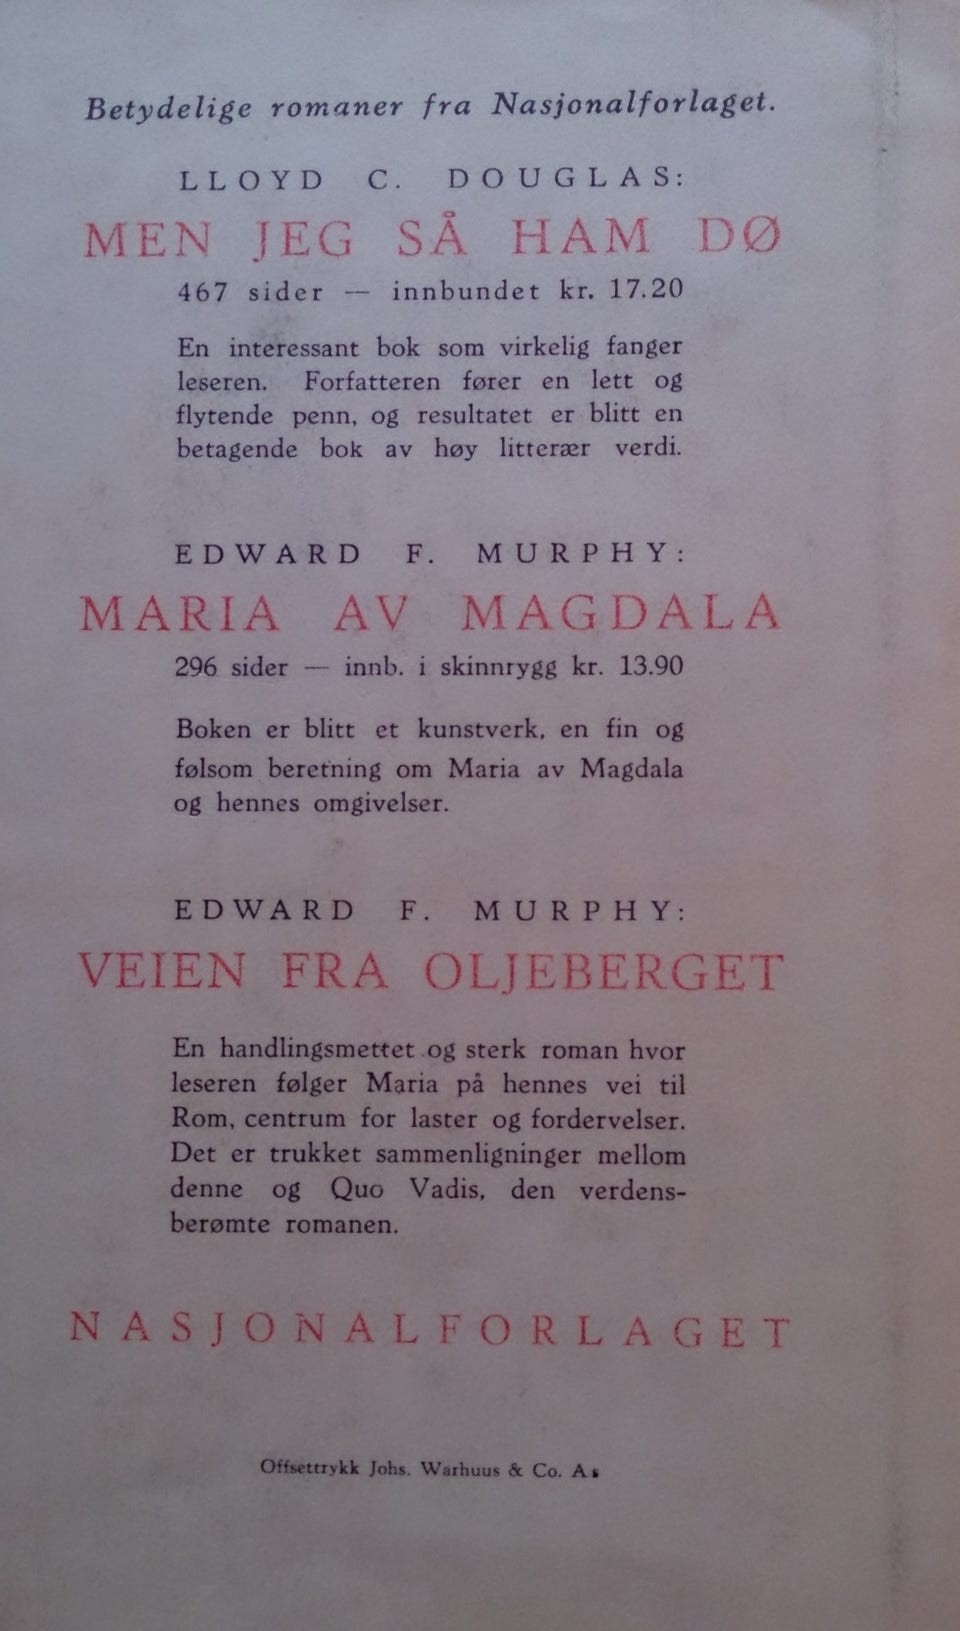 Betydelige romaner fra Nasjonalforlaget.
LLOYD C. DOUGLAS:
MEN JEG SÅ HAM DØ
467 sider — innbundet kr. 17.20
En interessant bok som virkelig fanger
leseren. Forfatteren fører en lett og
flytende penn, og resultatet er blitt en
betagende bok av høy litterær verdi.
EDWARD F. MURPHY:
MARIA AV MAGDALA
296 sider — innb. i skinnrygg kr. 13.90
Boken er blitt et kunstverk, en fin og
følsom beretning om Maria av Magdala
og hennes omgivelser.
EDWARD F. MURPHY:
VEIEN FRA OLJEBERGET
En handlingsmettet og sterk roman hvor
leseren følger Maria på hennes vei til
Rom, centrum for laster og fordervelser.
Det er trukket sammenligninger mellom
denne og Quo Vadis, den verdens-
berømte romanen.
NASJONALFORLAGET
Offsettrykk Johs. Warhuus & Co. As